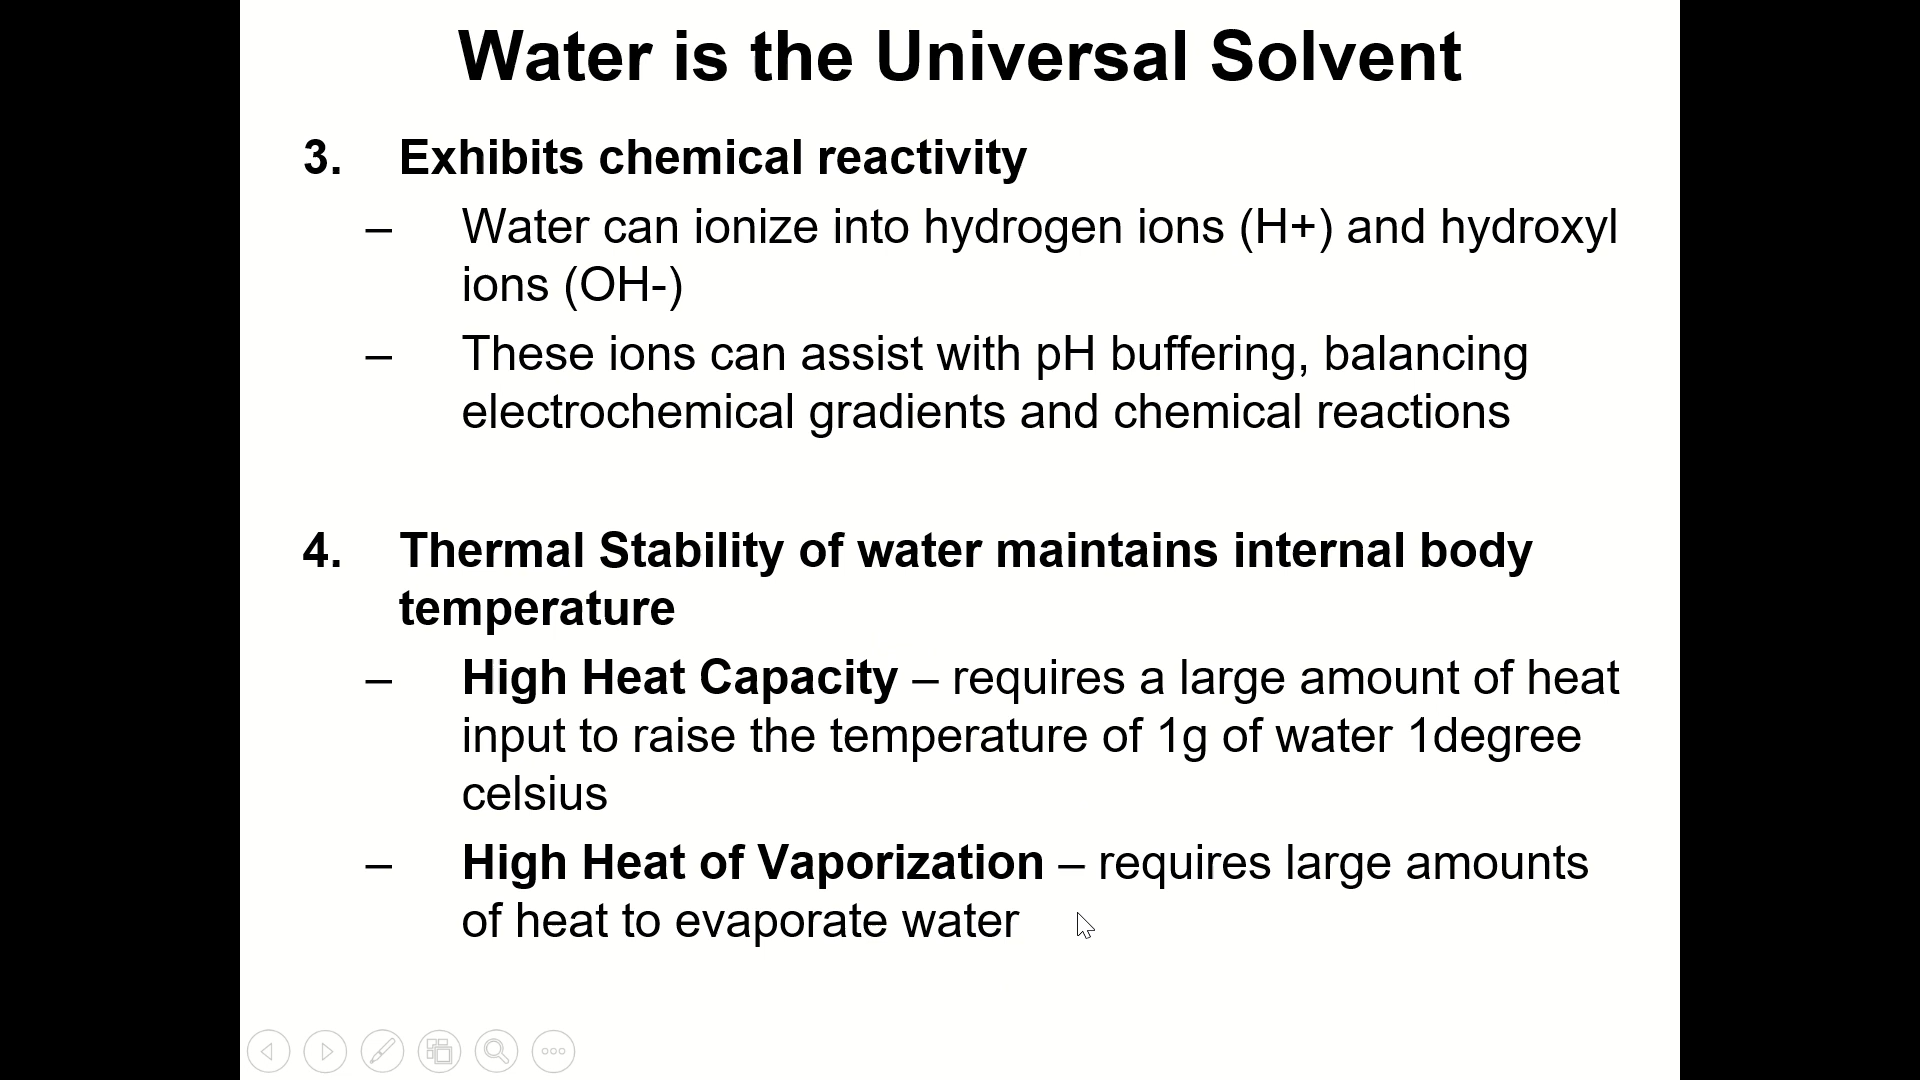 Water is the Universal Solvent
3. Exhibits chemical reactivity
– Water can ionize into hydrogen ions (H+) and hydroxyl
ions (OH-)
– These ions can assist with pH buffering, balancing
electrochemical gradients and chemical reactions
4. Thermal Stability of water maintains internal body
temperature
– High Heat Capacity – requires a large amount of heat
input to raise the temperature of 1g of water 1degree
celsius
– High Heat of Vaporization – requires large amounts
of heat to evaporate water